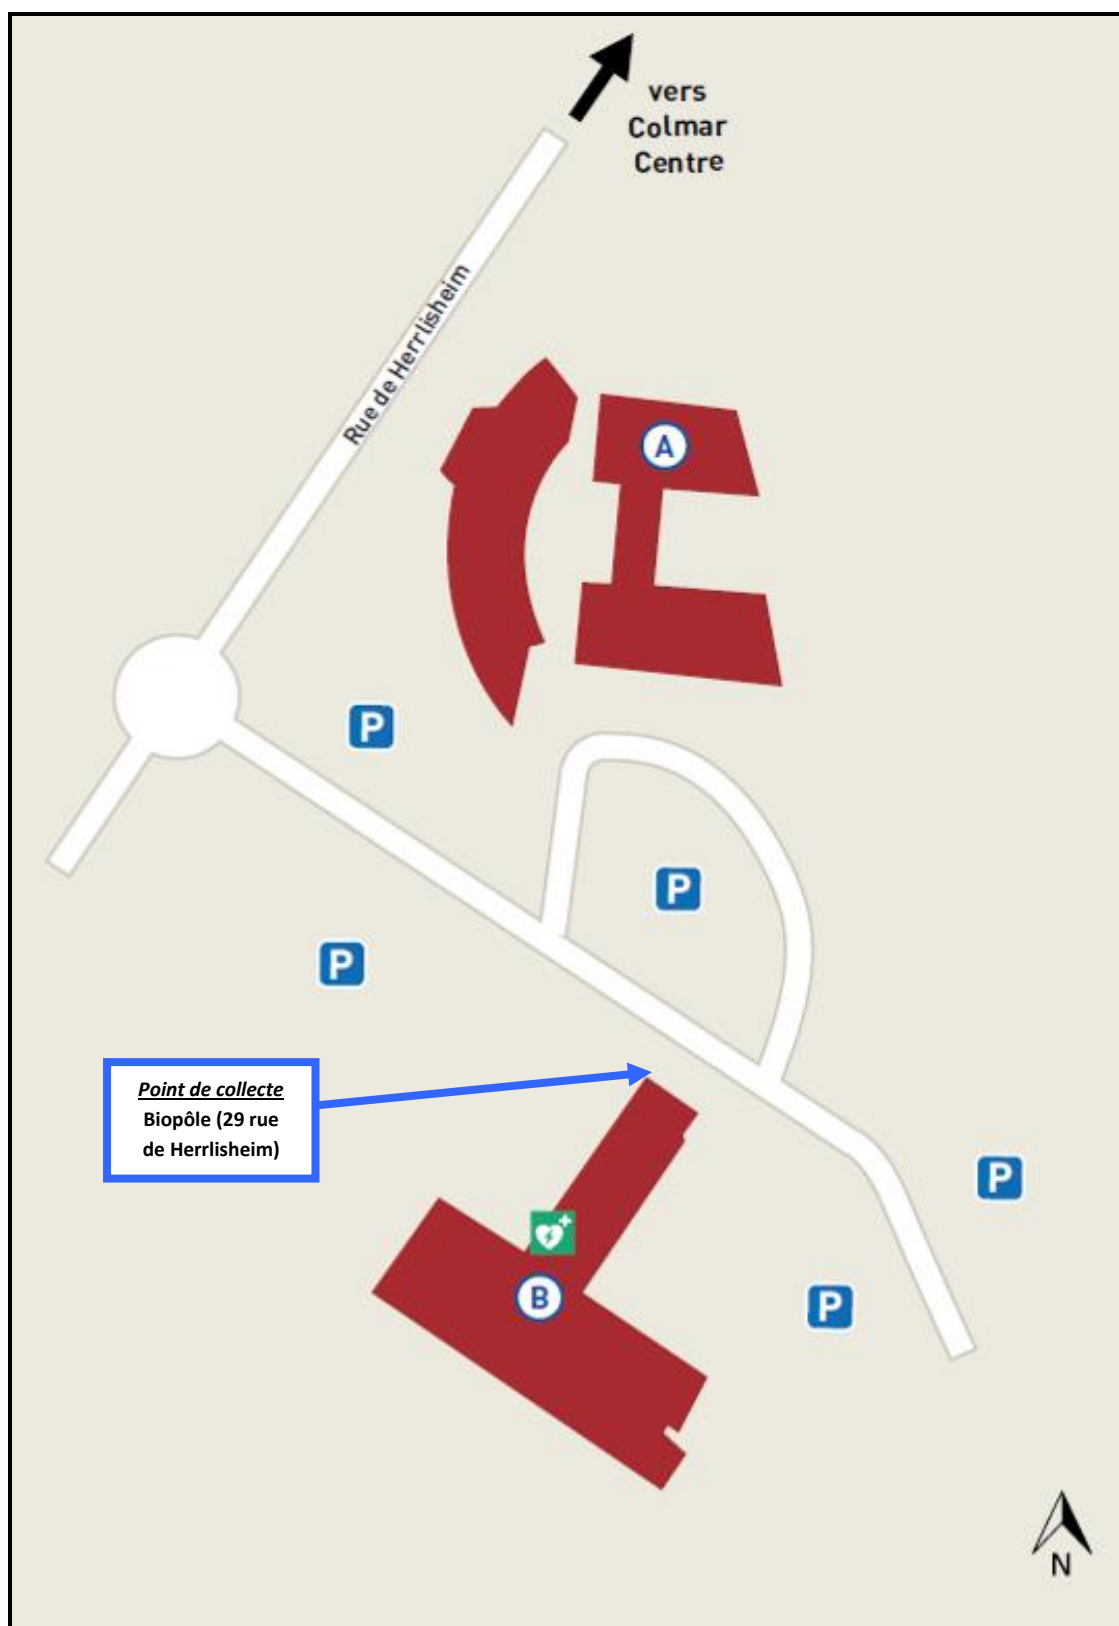 vers
Colmar
Centre
Rue de Herrlisheim
A
P
P
P
Point de collecte
Biopôle (29 rue
de Herrlisheim)
P
B
P
N